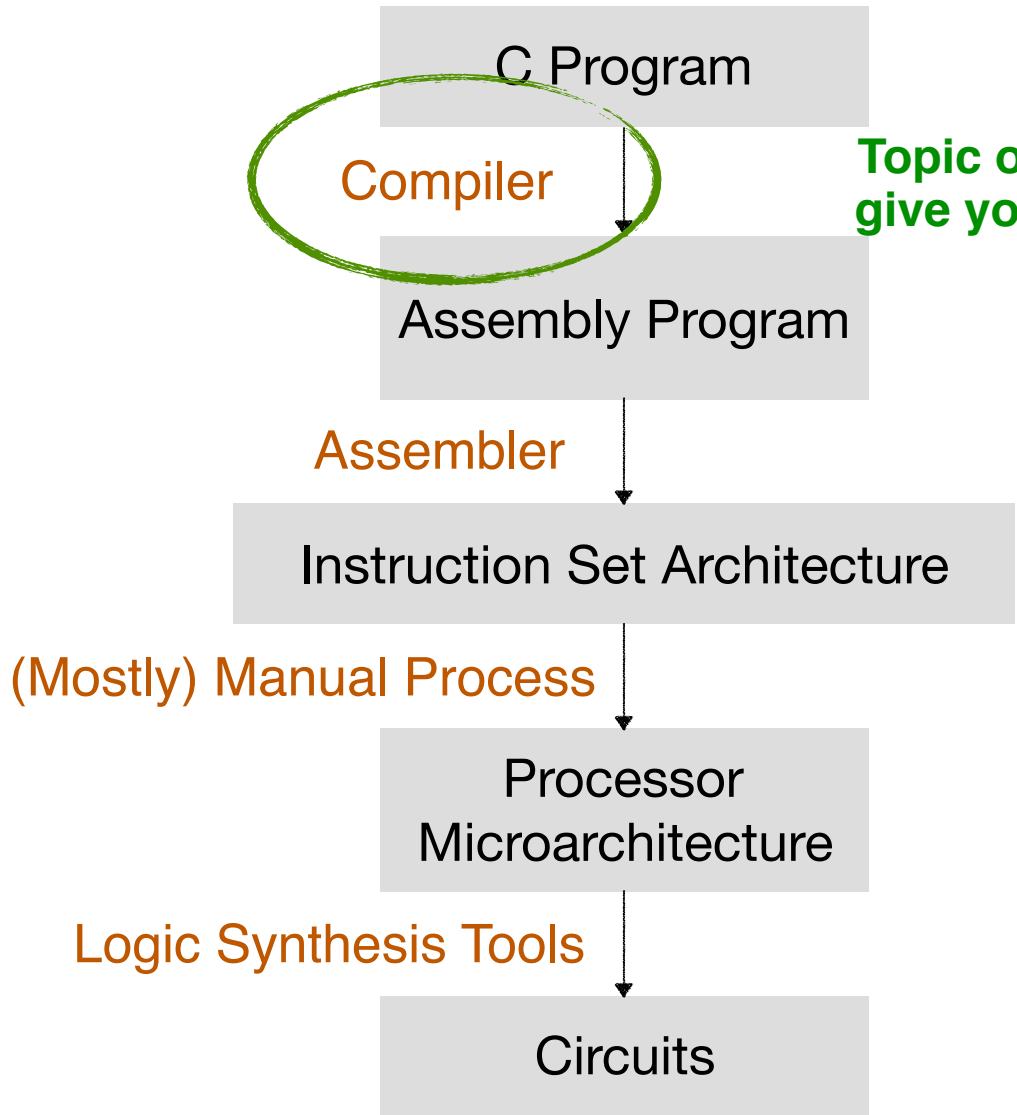 C Program
Compiler
Topic
give
Assembly Program
Assembler
Instruction Set Architecture
(Mostly) Manual Process
Processor
Microarchitecture
Logic Synthesis Tools
Circuits